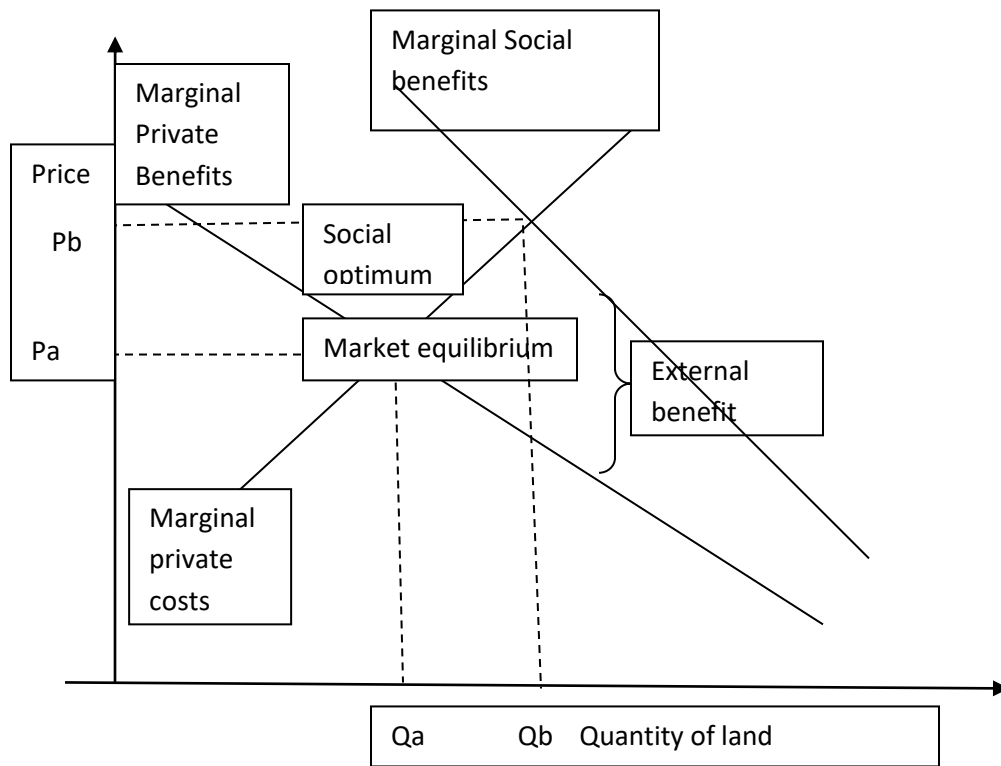 Marginal Social
benefits
Marginal
Private
Benefits
Price
Pb
Social
optimum
Pa
Market equilibrium
External
benefit
Marginal
private
costs
Qa Qb Quantity of land